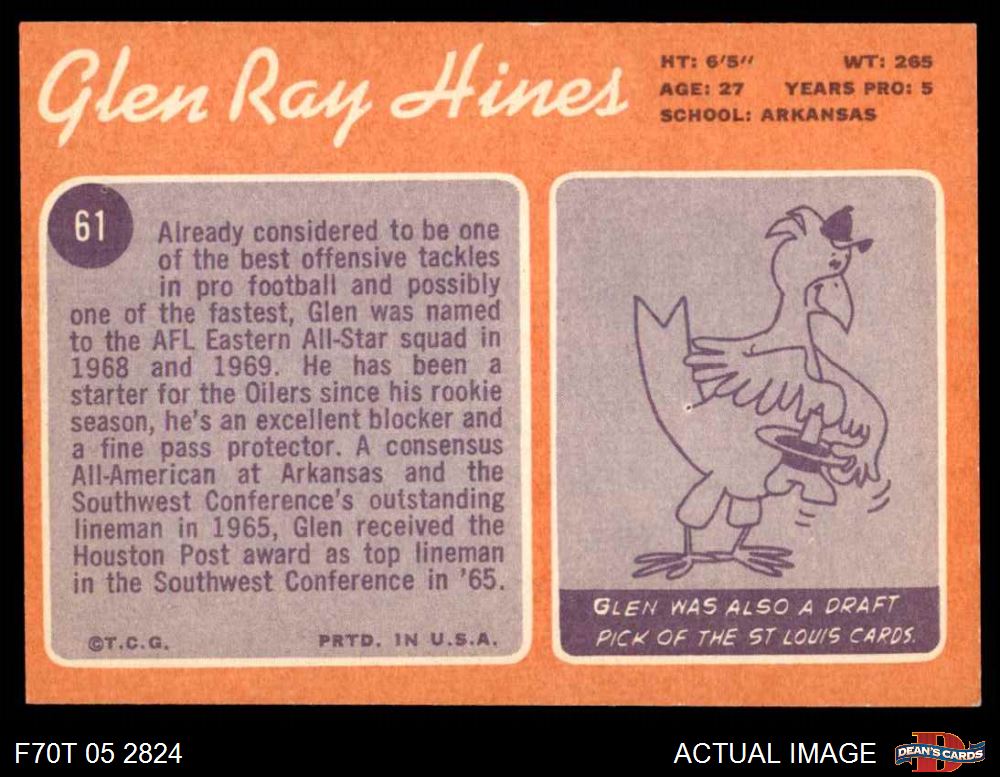 Glen Ray Hines
HT: 6'5" WT: 265
AGE: 27 YEARS PRO: 5
SCHOOL: ARKANSAS
61
Already considered to be one
of the best offensive tackles
in pro football and possibly
one of the fastest, Glen was named
to the AFL Eastern All-Star squad in
1968 and 1969. He has been a
starter for the Oilers since his rookie
season, he's an excellent blocker and
a fine pass protector. A consensus
All-American at Arkansas and the
Southwest Conference's outstanding
lineman in 1965, Glen received the
Houston Post award as top lineman
in the Southwest Conference in '65.
©T.C.G. PRTD. IN U.S.A.
GLEN WAS ALSO A DRAFT
PICK OF THE ST LOUIS CARDS.
F70T 05 2824
ACTUAL IMAGE
D
DEAN'S CARDS